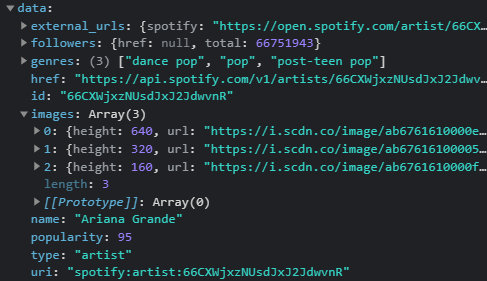 data:
external_urls: {spotify: "https://open.spotify.com/artist/66CX
followers: {href: null, total: 66751943}
genres: (3) ["dance pop", "pop", "post-teen pop"]
href: "https://api.spotify.com/v1/artists/66CXWjxzNUsdJxJ2Jdwv
id: "66CXWjxzNUsdJxJ2JdwvnR"
images: Array(3)
0: {height: 640, url: "https://i.scdn.co/image/ab6761610000e
1: {height: 320, url: "https://i.scdn.co/image/ab67616100005
2: {height: 160, url: "https://i.scdn.co/image/ab6761610000f
length: 3
[[Prototype]]: Array(0)
name: "Ariana Grande"
popularity: 95
type: "artist"
uri: "spotify:artist:66CXWjxzNUsdJxJ2JdwvnR"